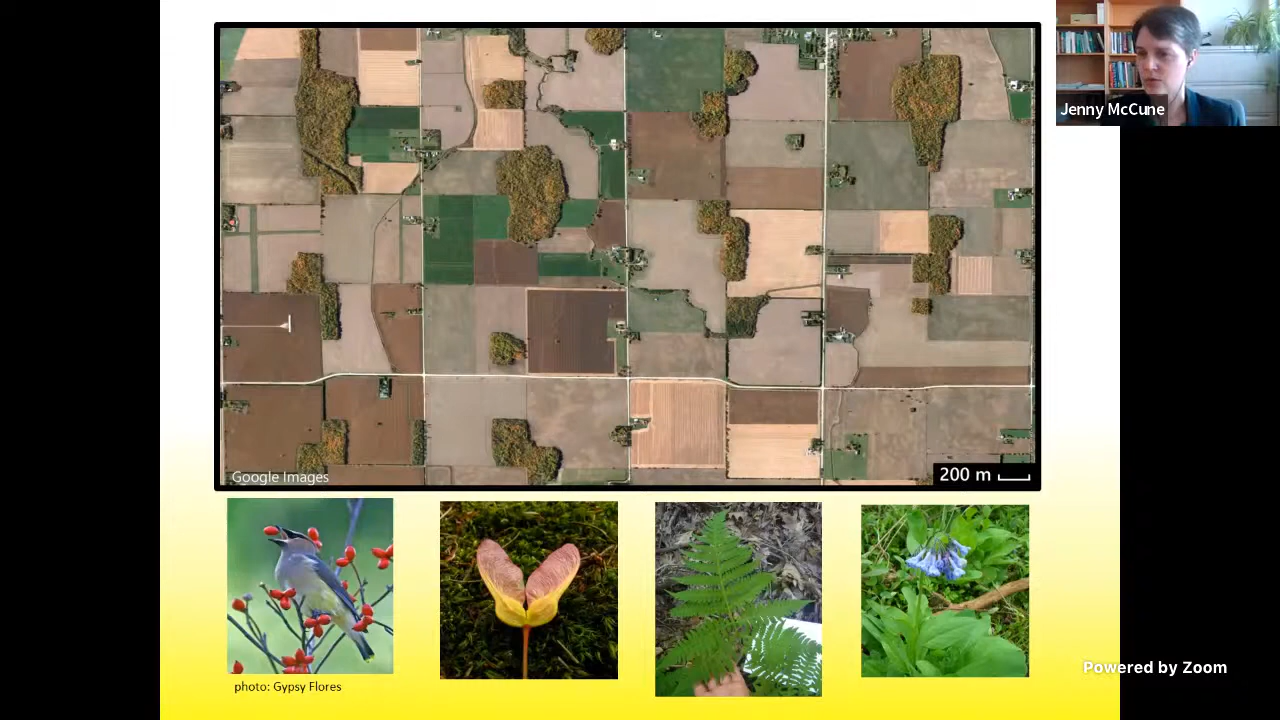 Jenny McCune
Google Images
200 m
photo: Gypsy Flores
Powered by Zoom